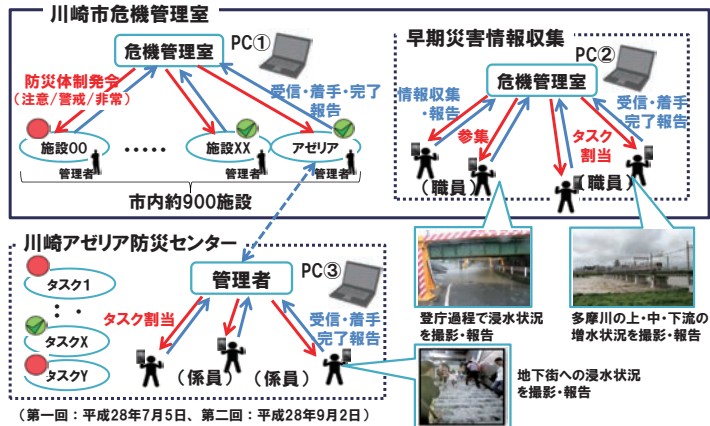 川崎市危機管理室
危機管理室
PC①
防災体制発令
(注意/警戒/非常)
受信・着手・完了
報告
施設OO
・・・・・
施設XX
アゼリア
管理者
管理者
管理者
市内約900施設
早期災害情報収集
PC②
危機管理室
情報収集
・報告
参集
タスク
割当
受信・着手
完了報告
(職員)
(職員)
登庁過程で浸水状況
を撮影・報告
多摩川の上・中・下流の
増水状況を撮影・報告
川崎アゼリア防災センター
管理者
PC③
タスク1
・・
タスクX
タスクY
タスク割当
受信・着手
完了報告
(係員)
(係員)
地下街への浸水状況
を撮影・報告
(第一回:平成28年7月5日、第二回:平成28年9月2日)